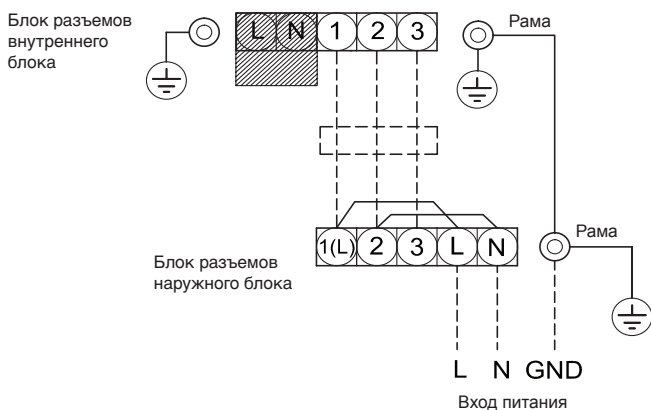 Блок разъемов
внутреннего
блока
L N 1 2 3
Рама
1(L) 2 3 L N
Рама
Блок разъемов
наружного блока
L N GND
Вход питания